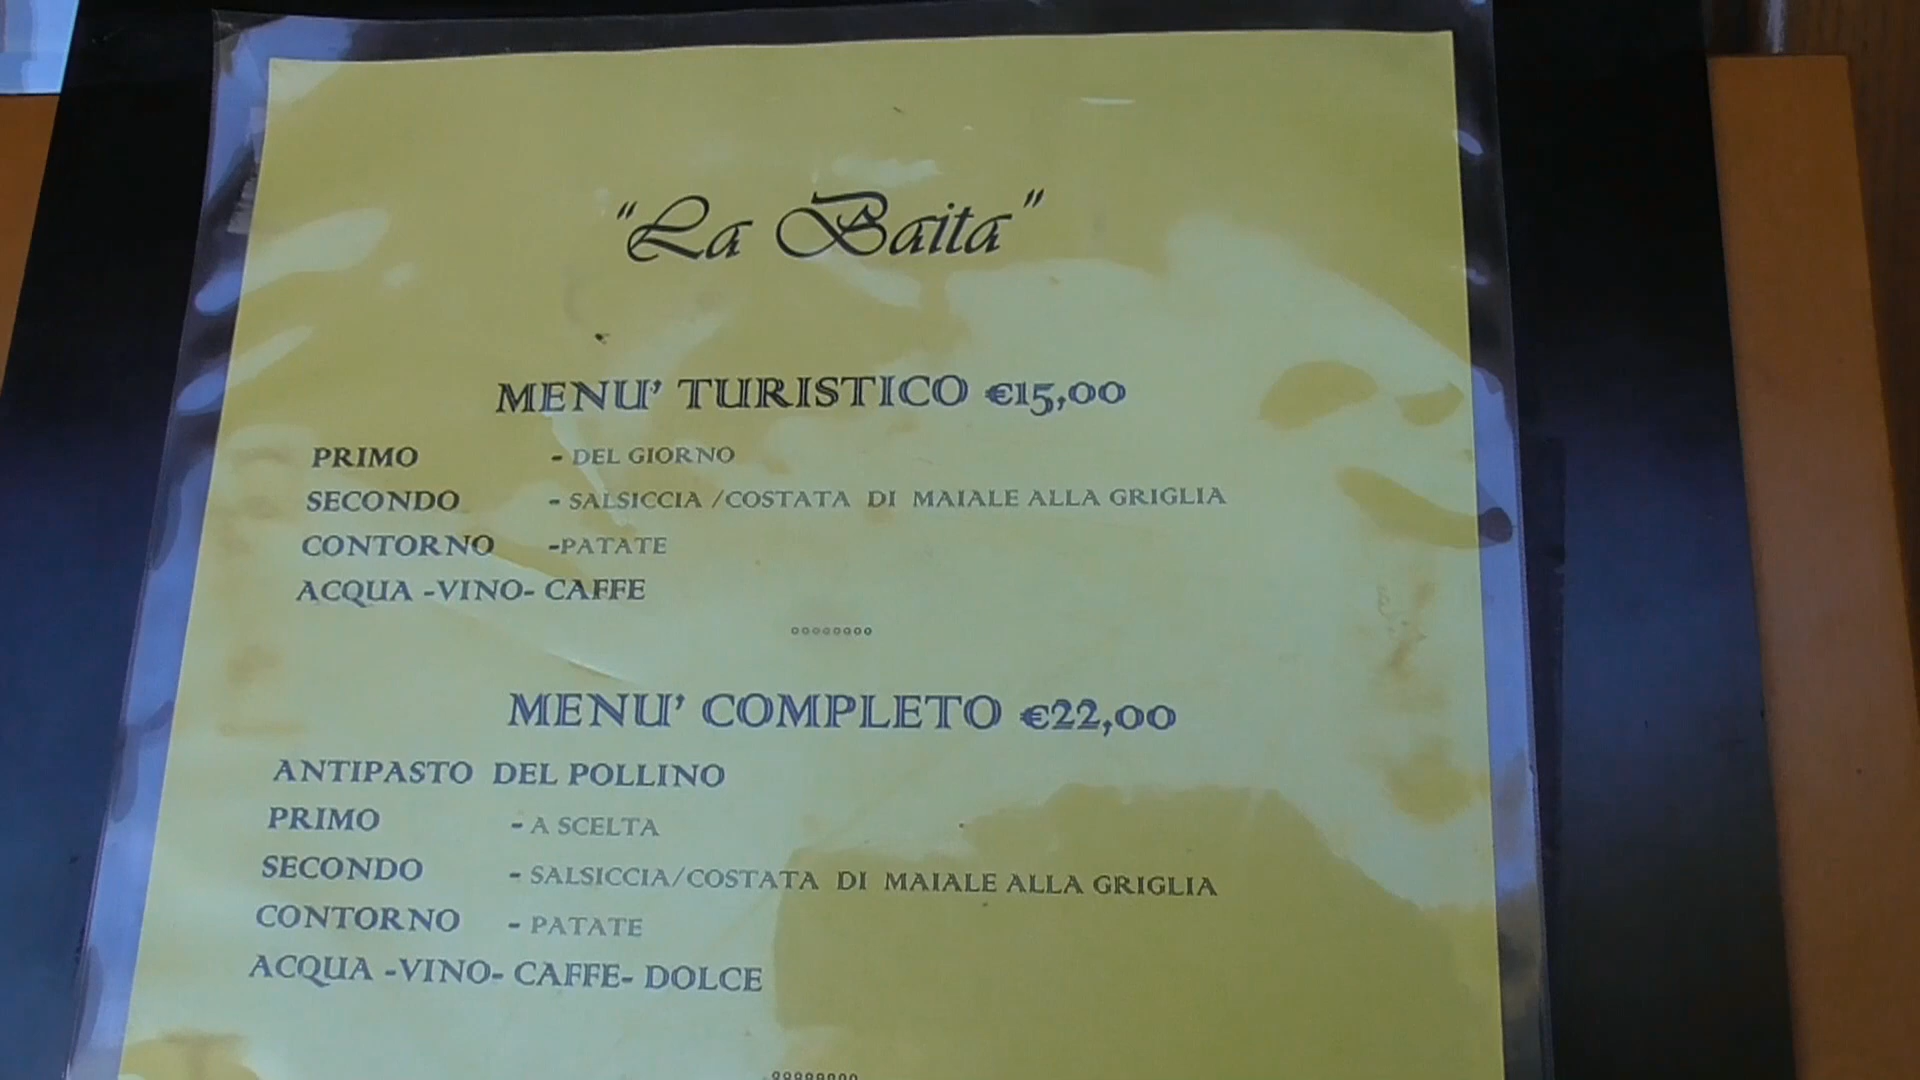 "La Baita"
MENU' TURISTICO €15,00
PRIMO - DEL GIORNO
SECONDO - SALSICCIA /COSTATA DI MAIALE ALLA GRIGLIA
CONTORNO -PATATE
ACQUA -VINO- CAFFE
°°°°°°°°
MENU' COMPLETO €22,00
ANTIPASTO DEL POLLINO
PRIMO - A SCELTA
SECONDO - SALSICCIA/COSTATA DI MAIALE ALLA GRIGLIA
CONTORNO - PATATE
ACQUA -VINO- CAFFE- DOLCE